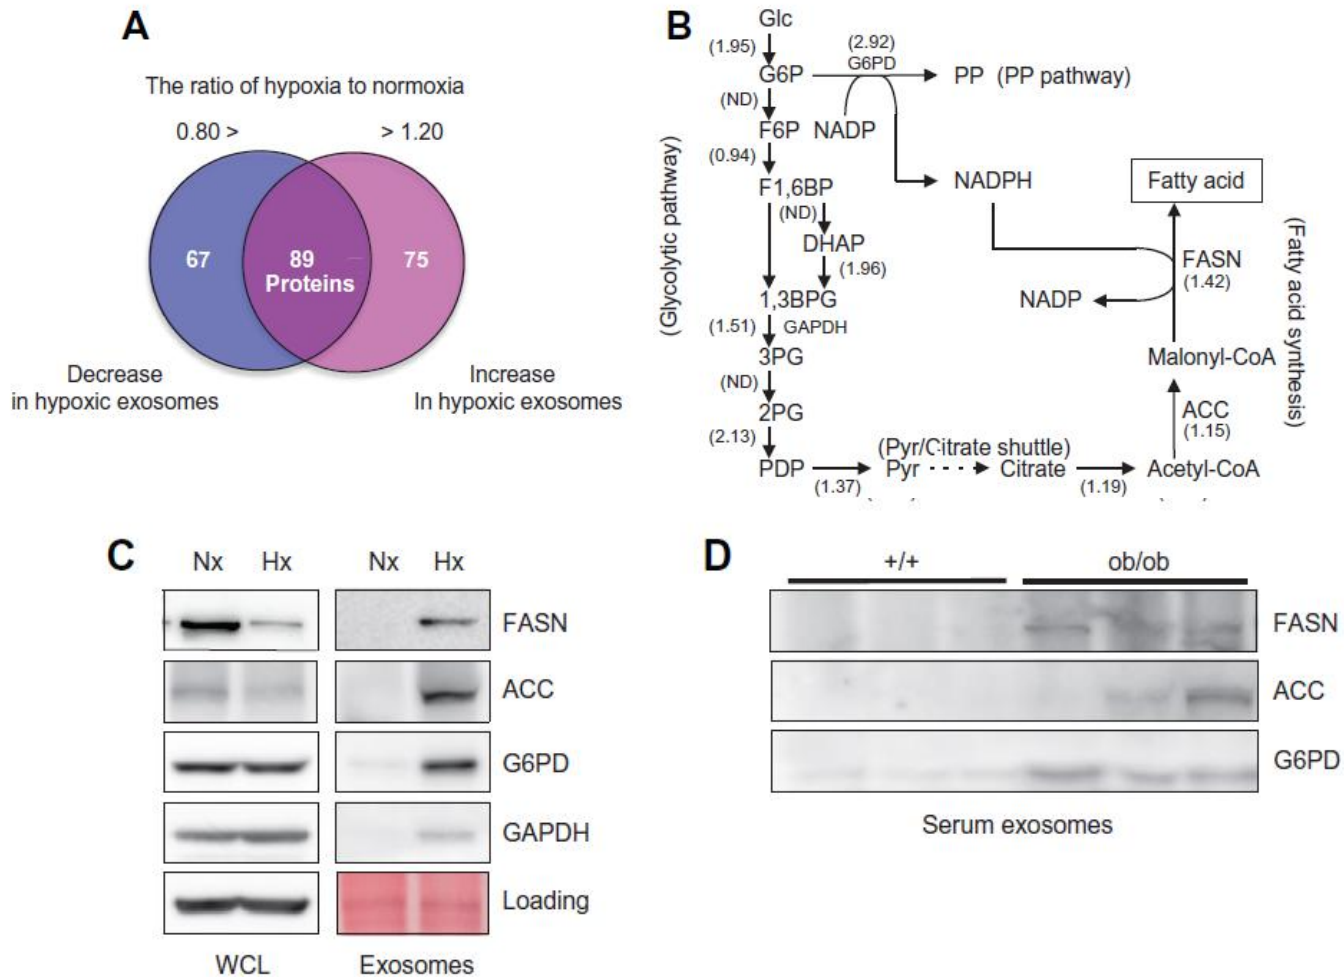 A
The ratio of hypoxia to normoxia
0.80 >
> 1.20
67
89
Proteins
75
Decrease
in hypoxic exosomes
Increase
In hypoxic exosomes
B
(Glycolytic pathway)
Glc
(1.95)
(2.92)
G6PD
G6P
PP (PP pathway)
(ND)
F6P
NADP
(0.94)
NADPH
Fatty acid
F1,6BP
(ND)
DHAP
(1.96)
FASN
(1.42)
NADP
1,3BPG
(1.51)
GAPDH
3PG
Malonyl-CoA
(ND)
2PG
ACC
(1.15)
(2.13)
(Pyr/Citrate shuttle)
PDP
Pyr
Citrate
Acetyl-CoA
(1.37)
(1.19)
(Fatty acid synthesis)
C
Nx Hx Nx Hx
FASN
ACC
G6PD
GAPDH
Loading
WCL Exosomes
D
+/+ ob/ob
FASN
ACC
G6PD
Serum exosomes